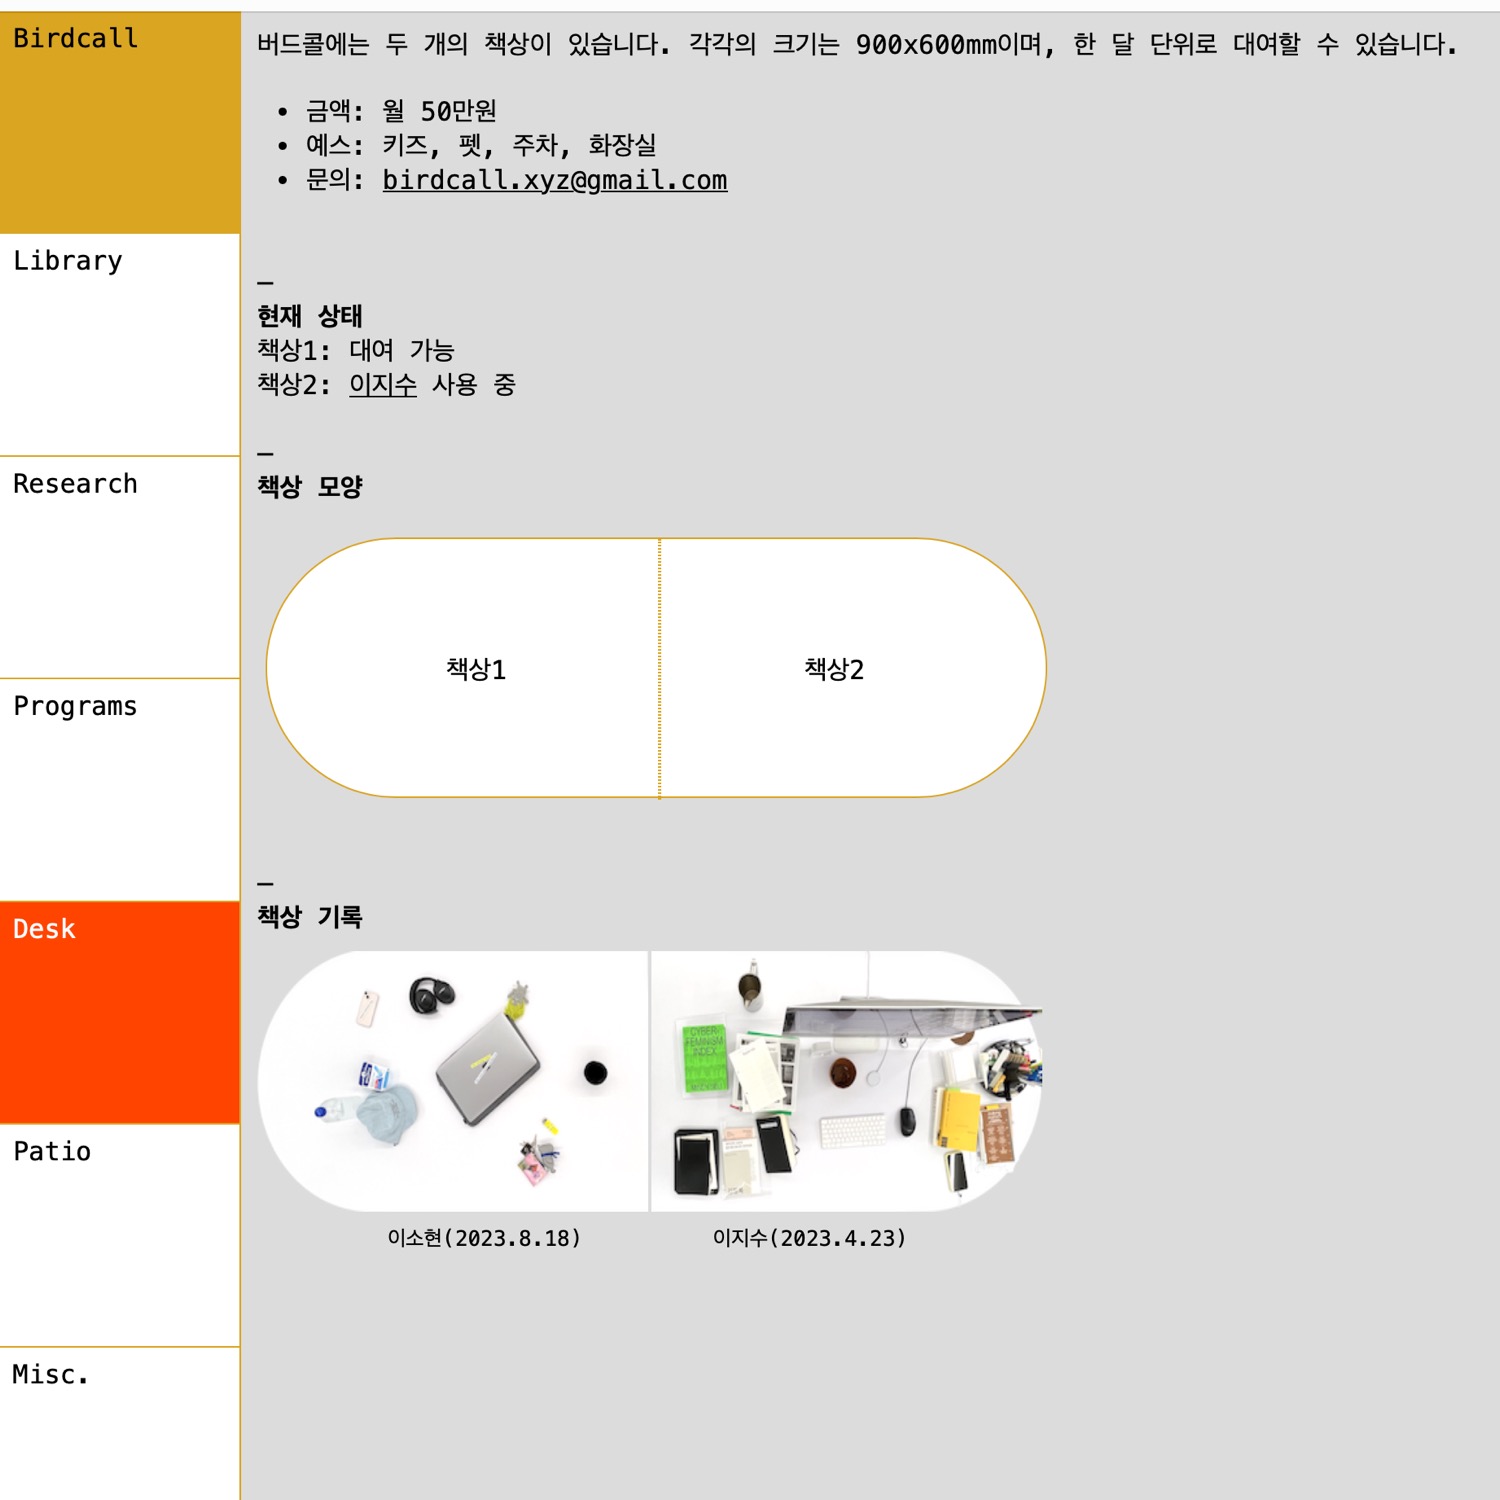 Birdcall
버드콜에는 두 개의 책상이 있습니다. 각각의 크기는 900x600mm이며, 한 달 단위로 대여할 수 있습니다.
• 금액: 월 50만원
• 예스: 키즈, 펫, 주차, 화장실
• 문의: birdcall.xyz@gmail.com
Library
—
현재 상태
책상1: 대여 가능
책상2: 이지수 사용 중
—
Research
책상 모양
책상1
책상2
Programs
—
책상 기록
Desk
CYBER
FEMINISM
INDEX
이소현(2023.8.18)
이지수(2023.4.23)
Patio
Misc.